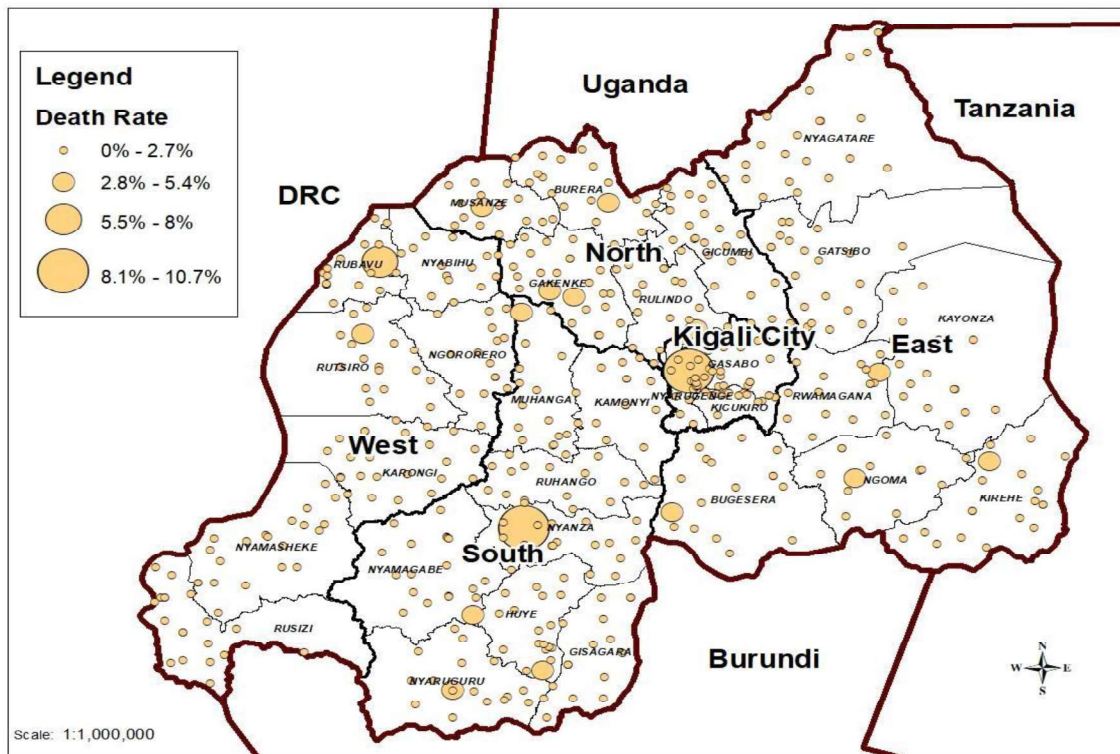 Legend
Death Rate
0% - 2.7%
2.8% - 5.4%
5.5% - 8%
8.1% - 10.7%
Uganda
Tanzania
NYAGATARE
DRC
BURERA
MUSANZE
North
GICUMBI
GATSIBO
RUBAVU
NYABIHU
GAKENKE
RULINDO
KAYONZA
Kigali City
East
NGORORERO
GASABO
RUTSIRO
MUHANGA
KAMONYI
NYARUGENGE
RWAMAGANA
KICUKIRO
West
KARONGI
RUHANGO
NGOMA
BUGESERA
KIREHE
NYANZA
NYAMASHEKE
South
NYAMAGABE
HUYE
RUSIZI
GISAGARA
Burundi
NYARUGURU
N
W E
S
Scale: 1:1,000,000